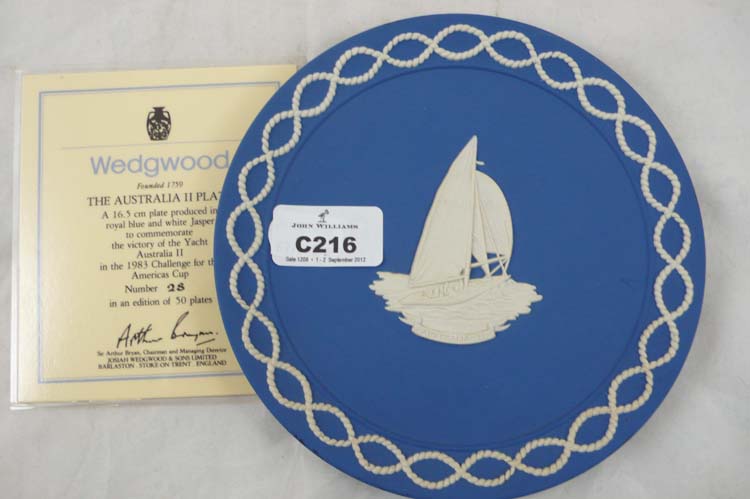 Wedgwood
Founded 1759
THE AUSTRALIA II PLA
A 16.5 cm plate produced in
royal blue and white Jasper
to commemorate
the victory of the Yacht
Australia II
in the 1983 Challenge for the
Americas Cup
Number 28
in an edition of 50 plates
Arthur Bryan.
Sir Arthur Bryan, Chairman and Managing Director
JOSIAH WEDGWOOD & SONS LIMITED
BARLASTON · STOKE ON TRENT · ENGLAND
JOHN WILLIAMS
C216
Sale 1208 • 1 - 2 September 2012